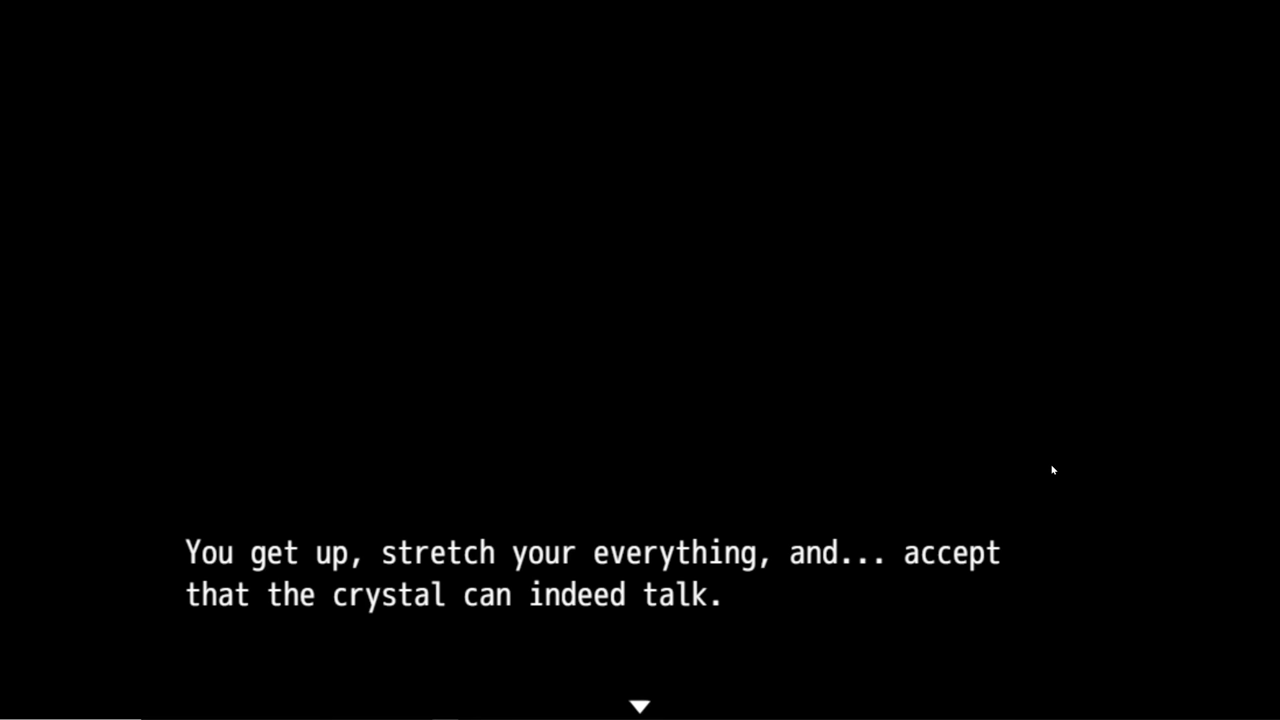 You get up, stretch your everything, and... accept
that the crystal can indeed talk.